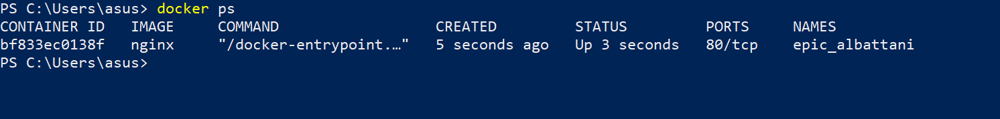 PS C:\Users\asus> docker ps
CONTAINER ID   IMAGE     COMMAND                  CREATED         STATUS         PORTS     NAMES
bf833ec0138f   nginx     "/docker-entrypoint.…"   5 seconds ago   Up 3 seconds   80/tcp    epic_albattani
PS C:\Users\asus>